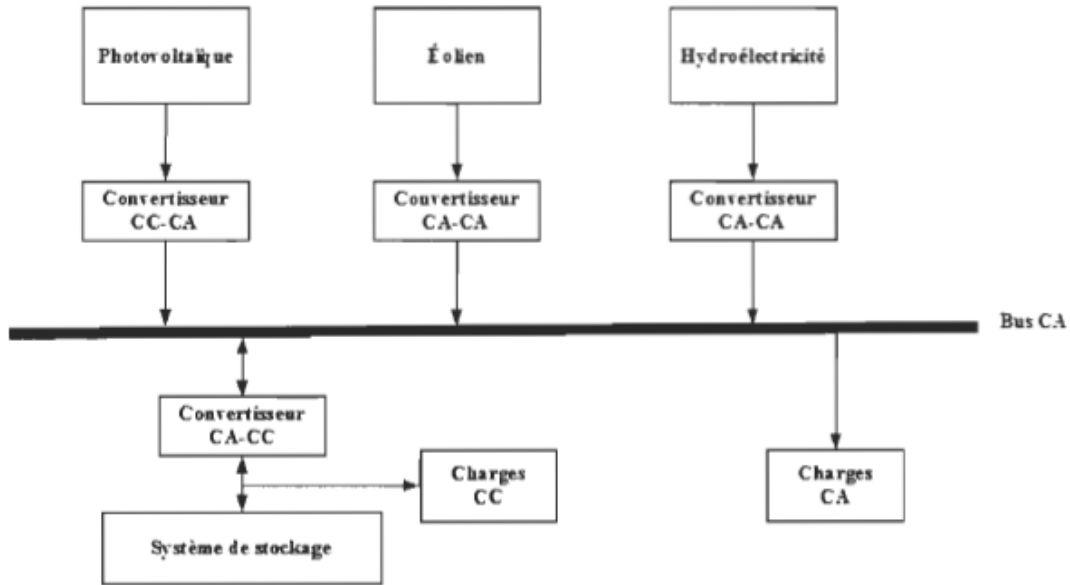 Photovoltaïque
Éolien
Hydroélectricité
Convertisseur
CC-CA
Convertisseur
CA-CA
Convertisseur
CA-CA
Bus CA
Convertisseur
CA-CC
Charges
CC
Charges
CA
Système de stockage